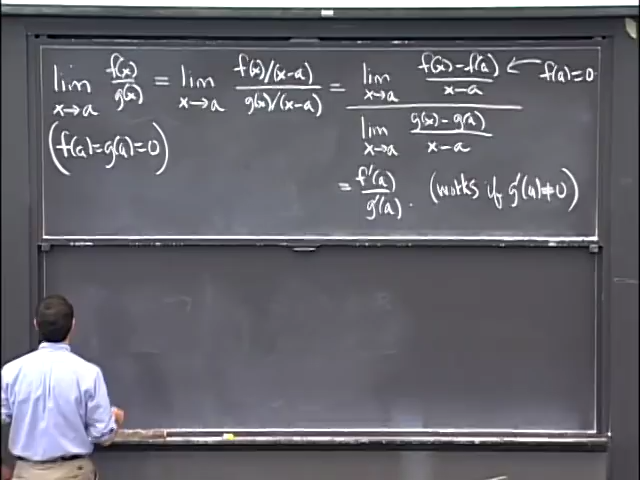 lim x→a f(x)/g(x) = lim x→a f(x)/(x-a) / g(x)/(x-a) = lim x→a f(x)-f(a) / x-a ← f(a)=0
lim x→a g(x)-g(a) / x-a
(f(a)=g(a)=0)
= f'(a)/g'(a). (works if g'(a)≠0)